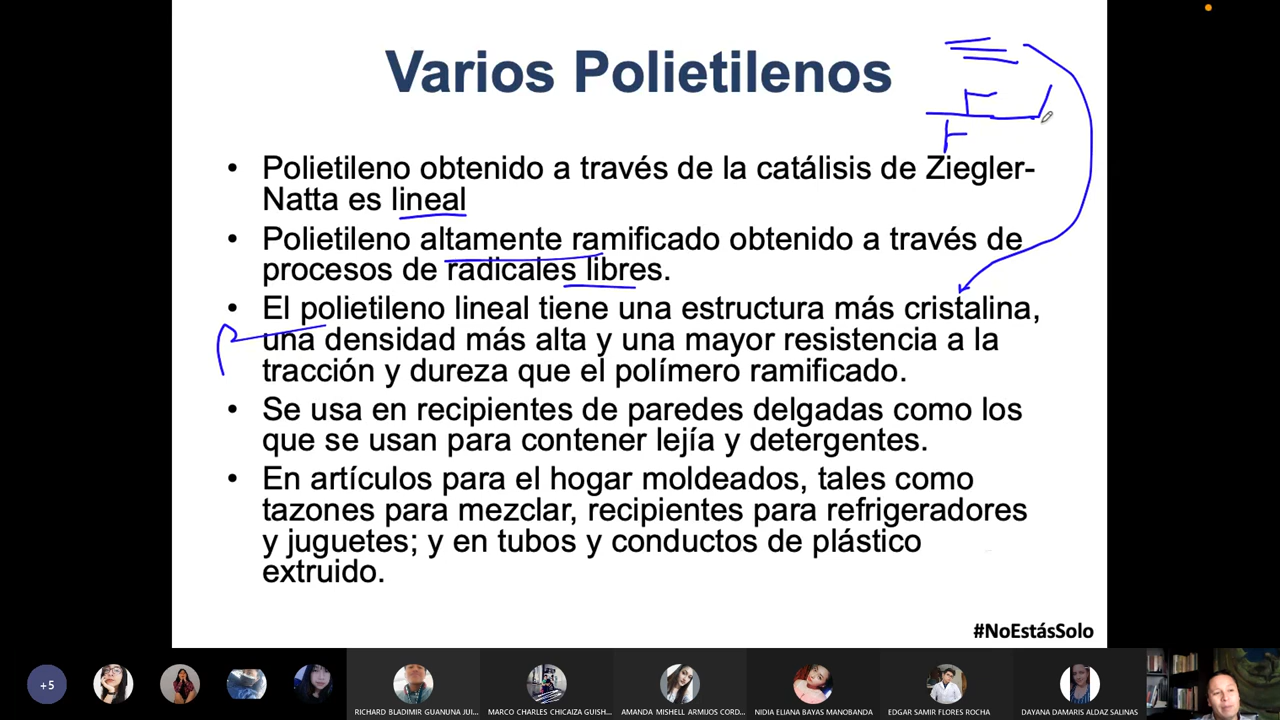 Varios Polietilenos
• Polietileno obtenido a través de la catálisis de Ziegler-
Natta es lineal
• Polietileno altamente ramificado obtenido a través de
procesos de radicales libres.
• El polietileno lineal tiene una estructura más cristalina,
una densidad más alta y una mayor resistencia a la
tracción y dureza que el polímero ramificado.
• Se usa en recipientes de paredes delgadas como los
que se usan para contener lejía y detergentes.
• En artículos para el hogar moldeados, tales como
tazones para mezclar, recipientes para refrigeradores
y juguetes; y en tubos y conductos de plástico
extruido.
#NoEstásSolo
+5
RICHARD BLADIMIR GUANUNA JUI...
MARCO CHARLES CHICAIZA GUISH...
AMANDA MISHELL ARMIJOS CORD...
NIDIA ELIANA BAYAS MANOBANDA
EDGAR SAMIR FLORES ROCHA
DAYANA DAMARIS ALDAZ SALINAS